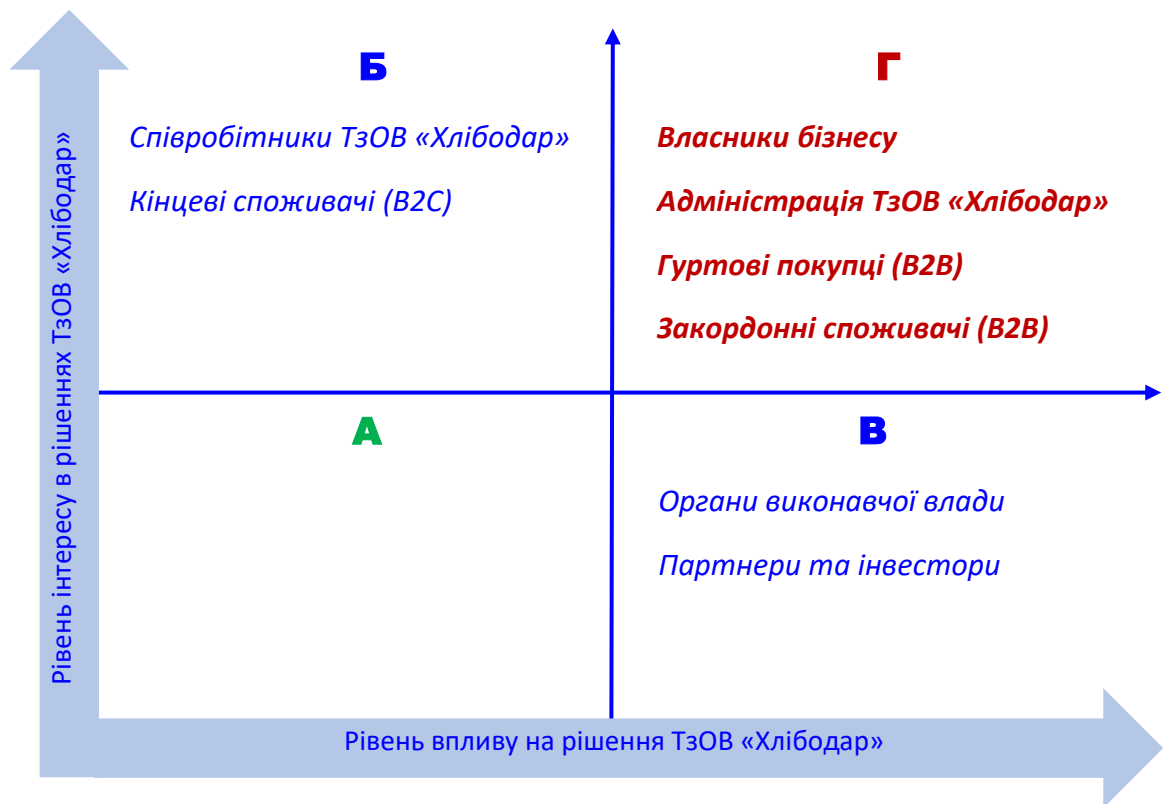 Рівень інтересу в рішеннях ТзОВ «Хлібодар»
Б
Співробітники ТзОВ «Хлібодар»
Кінцеві споживачі (B2C)
Г
Власники бізнесу
Адміністрація ТзОВ «Хлібодар»
Гуртові покупці (B2B)
Закордонні споживачі (B2B)
А
В
Органи виконавчої влади
Партнери та інвестори
Рівень впливу на рішення ТзОВ «Хлібодар»